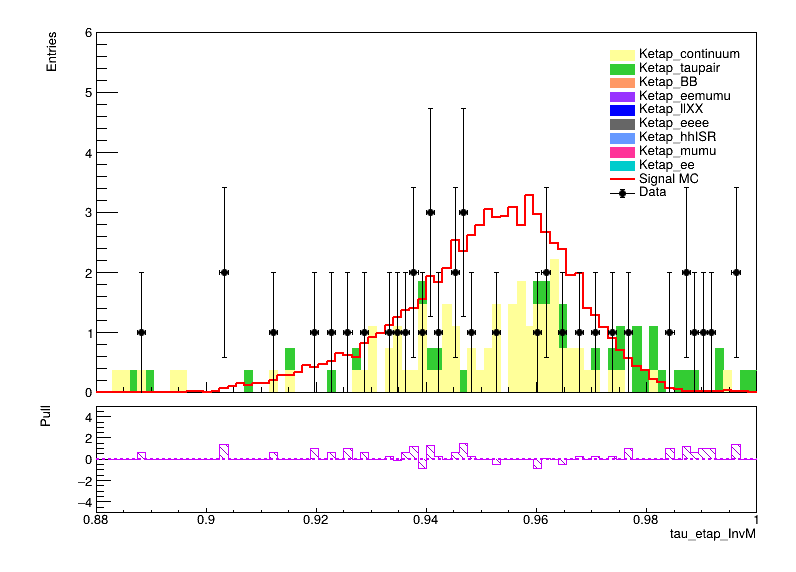 Entries
6
5
4
3
2
1
0
Ketap_continuum
Ketap_taupair
Ketap_BB
Ketap_eemumu
Ketap_llXX
Ketap_eeee
Ketap_hhISR
Ketap_mumu
Ketap_ee
Signal MC
Data
Pull
4
2
0
−2
−4
0.88 0.9 0.92 0.94 0.96 0.98 1
tau_etap_InvM